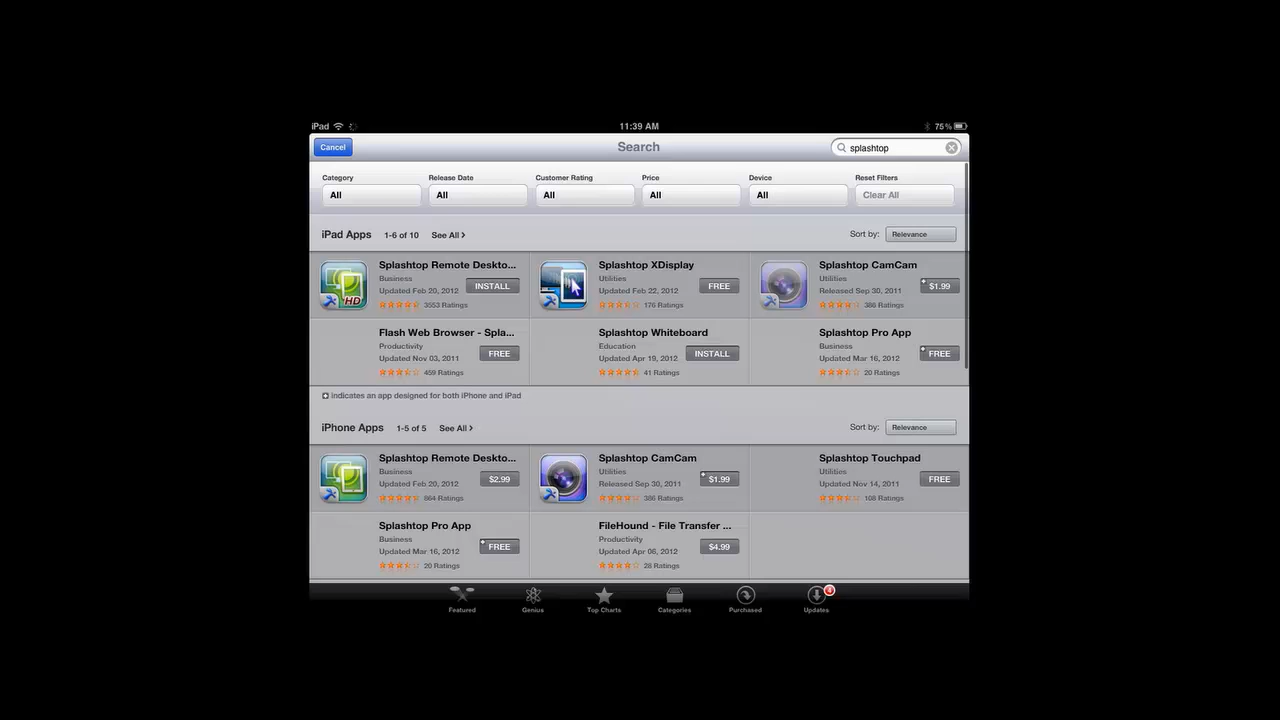 iPad 11:39 AM 75%
Cancel Search splashtop
Category Release Date Customer Rating Price Device Reset Filters
All All All All All Clear All
iPad Apps 1-6 of 10 See All > Sort by: Relevance
Splashtop Remote Deskto...
Business
Updated Feb 20, 2012 INSTALL
3553 Ratings
HD
Splashtop XDisplay
Utilities
Updated Feb 22, 2012 FREE
176 Ratings
Splashtop CamCam
Utilities
Released Sep 30, 2011 $1.99
386 Ratings
Flash Web Browser - Spla...
Productivity
Updated Nov 03, 2011 FREE
459 Ratings
Splashtop Whiteboard
Education
Updated Apr 19, 2012 INSTALL
41 Ratings
Splashtop Pro App
Business
Updated Mar 16, 2012 FREE
20 Ratings
indicates an app designed for both iPhone and iPad
iPhone Apps 1-5 of 5 See All > Sort by: Relevance
Splashtop Remote Deskto...
Business
Updated Feb 20, 2012 $2.99
864 Ratings
Splashtop CamCam
Utilities
Released Sep 30, 2011 $1.99
386 Ratings
Splashtop Touchpad
Utilities
Updated Nov 14, 2011 FREE
108 Ratings
Splashtop Pro App
Business
Updated Mar 16, 2012 FREE
20 Ratings
FileHound - File Transfer ...
Productivity
Updated Apr 06, 2012 $4.99
28 Ratings
Featured Genius Top Charts Categories Purchased Updates 4